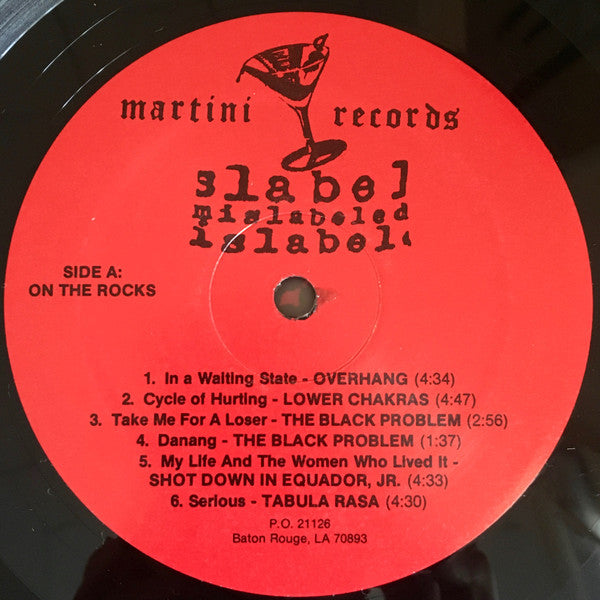 martini records
slabel
mislabeled
islabel
SIDE A:
ON THE ROCKS
1. In a Waiting State - OVERHANG (4:34)
2. Cycle of Hurting - LOWER CHAKRAS (4:47)
3. Take Me For A Loser - THE BLACK PROBLEM (2:56)
4. Danang - THE BLACK PROBLEM (1:37)
5. My Life And The Women Who Lived It -
SHOT DOWN IN EQUADOR, JR. (4:33)
6. Serious - TABULA RASA (4:30)
P.O. 21126
Baton Rouge, LA 70893